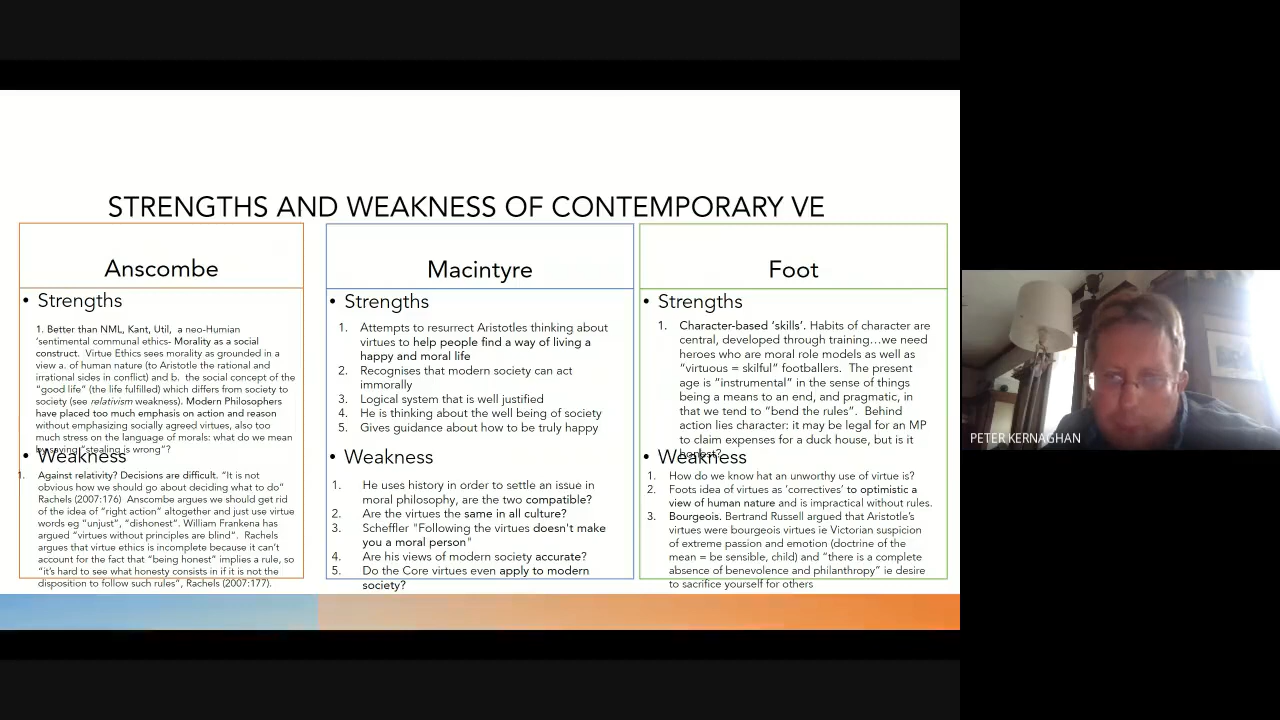 STRENGTHS AND WEAKNESS OF CONTEMPORARY VE
Anscombe
• Strengths
1. Better than NML, Kant, Util, a neo-Humian
'sentimental communal ethics- Morality as a social
construct. Virtue Ethics sees morality as grounded in a
view a. of human nature (to Aristotle the rational and
irrational sides in conflict) and b. the social concept of the
"good life" (the life fulfilled) which differs from society to
society (see relativism weakness). Modern Philosophers
have placed too much emphasis on action and reason
without emphasizing socially agreed virtues, also too
much stress on the language of morals: what do we mean
by saying "stealing is wrong"?
• Weakness
1. Against relativity? Decisions are difficult. "It is not
obvious how we should go about deciding what to do"
Rachels (2007:176) Anscombe argues we should get rid
of the idea of "right action" altogether and just use virtue
words eg "unjust", "dishonest". William Frankena has
argued "virtues without principles are blind". Rachels
argues that virtue ethics is incomplete because it can't
account for the fact that "being honest" implies a rule, so
"it's hard to see what honesty consists in if it is not the
disposition to follow such rules", Rachels (2007:177).
Macintyre
• Strengths
1. Attempts to resurrect Aristotles thinking about
virtues to help people find a way of living a
happy and moral life
2. Recognises that modern society can act
immorally
3. Logical system that is well justified
4. He is thinking about the well being of society
5. Gives guidance about how to be truly happy
• Weakness
1. He uses history in order to settle an issue in
moral philosophy, are the two compatible?
2. Are the virtues the same in all culture?
3. Scheffler "Following the virtues doesn't make
you a moral person"
4. Are his views of modern society accurate?
5. Do the Core virtues even apply to modern
society?
Foot
• Strengths
1. Character-based 'skills'. Habits of character are
central, developed through training…we need
heroes who are moral role models as well as
"virtuous = skilful" footballers. The present
age is "instrumental" in the sense of things
being a means to an end, and pragmatic, in
that we tend to "bend the rules". Behind
action lies character: it may be legal for an MP
to claim expenses for a duck house, but is it
honest?
• Weakness
1. How do we know hat an unworthy use of virtue is?
2. Foots idea of virtues as 'correctives' to optimistic a
view of human nature and is impractical without rules.
3. Bourgeois. Bertrand Russell argued that Aristotle's
virtues were bourgeois virtues ie Victorian suspicion
of extreme passion and emotion (doctrine of the
mean = be sensible, child) and "there is a complete
absence of benevolence and philanthropy" ie desire
to sacrifice yourself for others
PETER KERNAGHAN